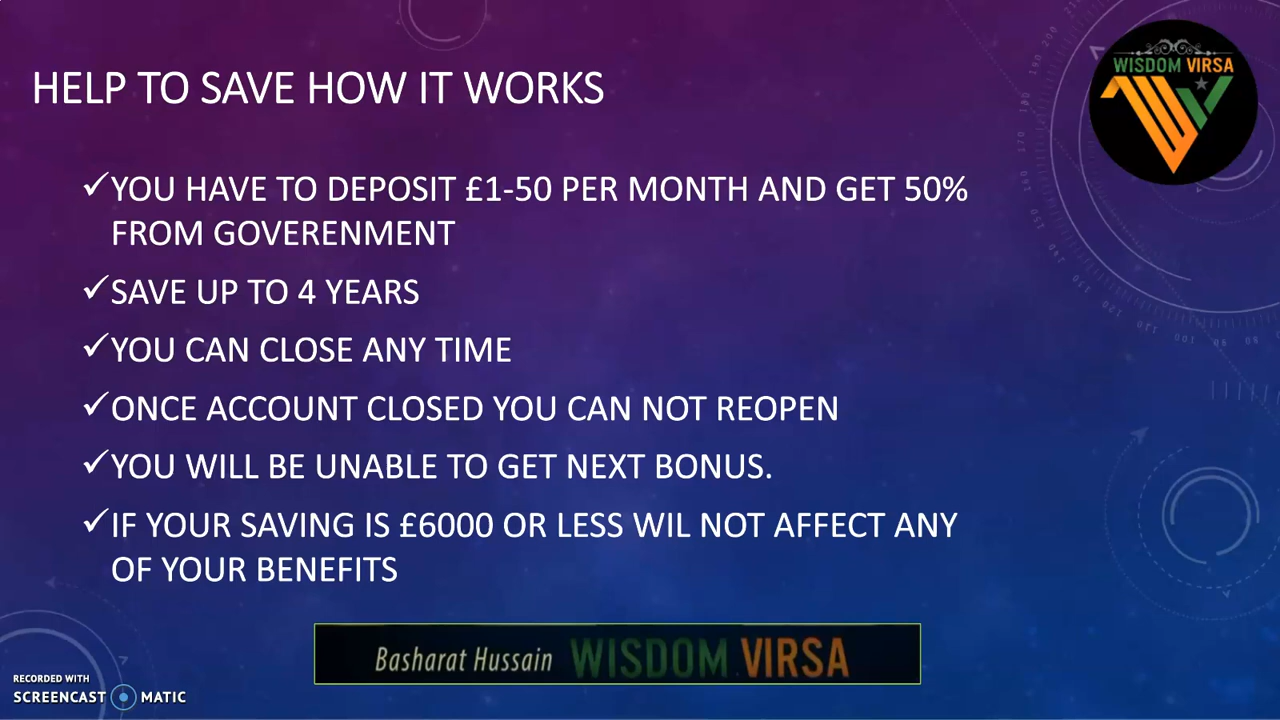 WISDOM VIRSA
HELP TO SAVE HOW IT WORKS
✓YOU HAVE TO DEPOSIT £1-50 PER MONTH AND GET 50%
FROM GOVERENMENT
✓SAVE UP TO 4 YEARS
✓YOU CAN CLOSE ANY TIME
✓ONCE ACCOUNT CLOSED YOU CAN NOT REOPEN
✓YOU WILL BE UNABLE TO GET NEXT BONUS.
✓IF YOUR SAVING IS £6000 OR LESS WIL NOT AFFECT ANY
OF YOUR BENEFITS
Basharat Hussain WISDOM VIRSA
RECORDED WITH
SCREENCAST MATIC